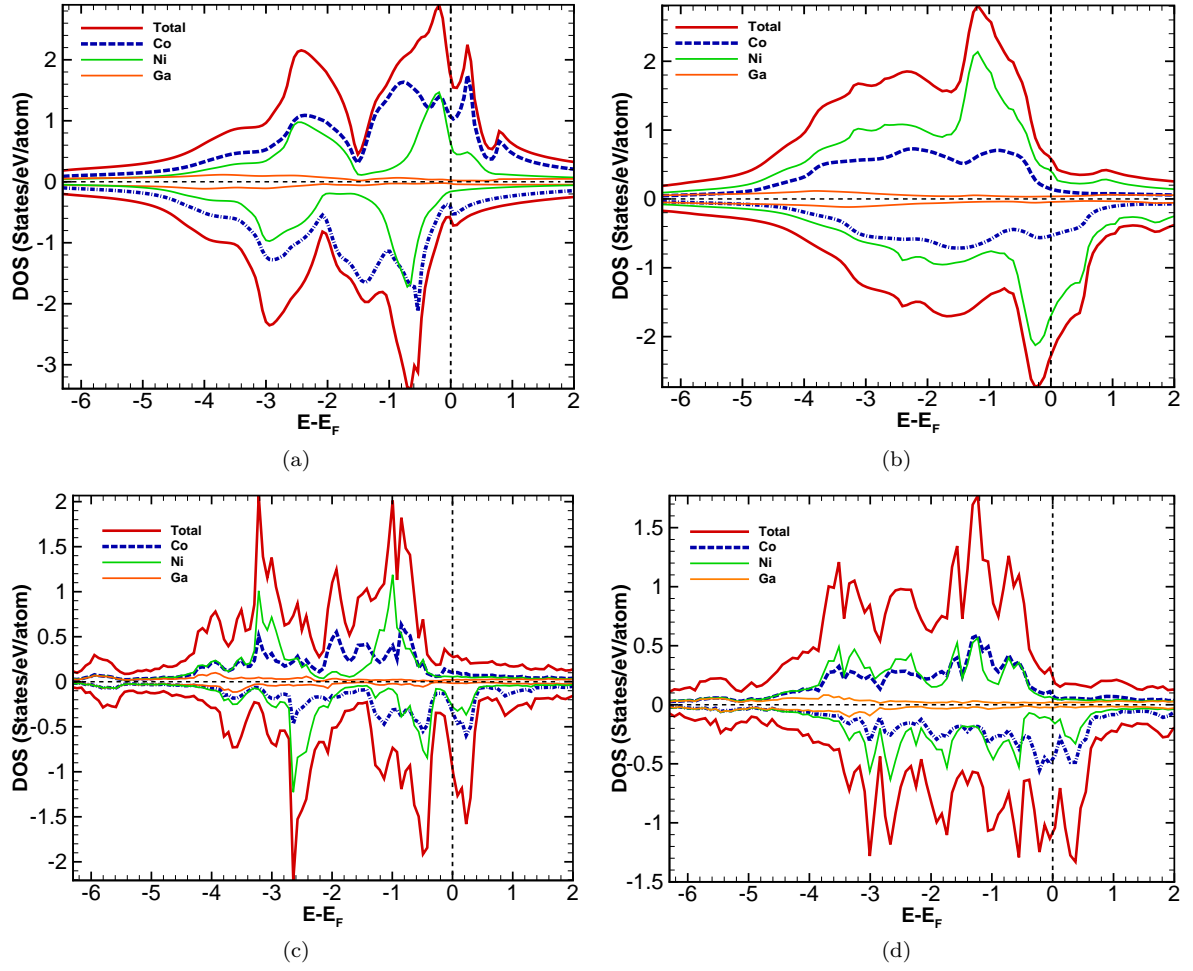 Total
Co
Ni
Ga
DOS (States/eV/atom)
2
1
0
-1
-2
-3
-6 -5 -4 -3 -2 -1 0 1 2
E-E_F
(a)
Total
Co
Ni
Ga
DOS (States/eV/atom)
2
1
0
-1
-2
-6 -5 -4 -3 -2 -1 0 1 2
E-E_F
(b)
Total
Co
Ni
Ga
DOS (States/eV/atom)
2
1.5
1
0.5
0
-0.5
-1
-1.5
-2
-6 -5 -4 -3 -2 -1 0 1 2
E-E_F
(c)
Total
Co
Ni
Ga
DOS (States/eV/atom)
1.5
1
0.5
0
-0.5
-1
-1.5
-6 -5 -4 -3 -2 -1 0 1 2
E-E_F
(d)